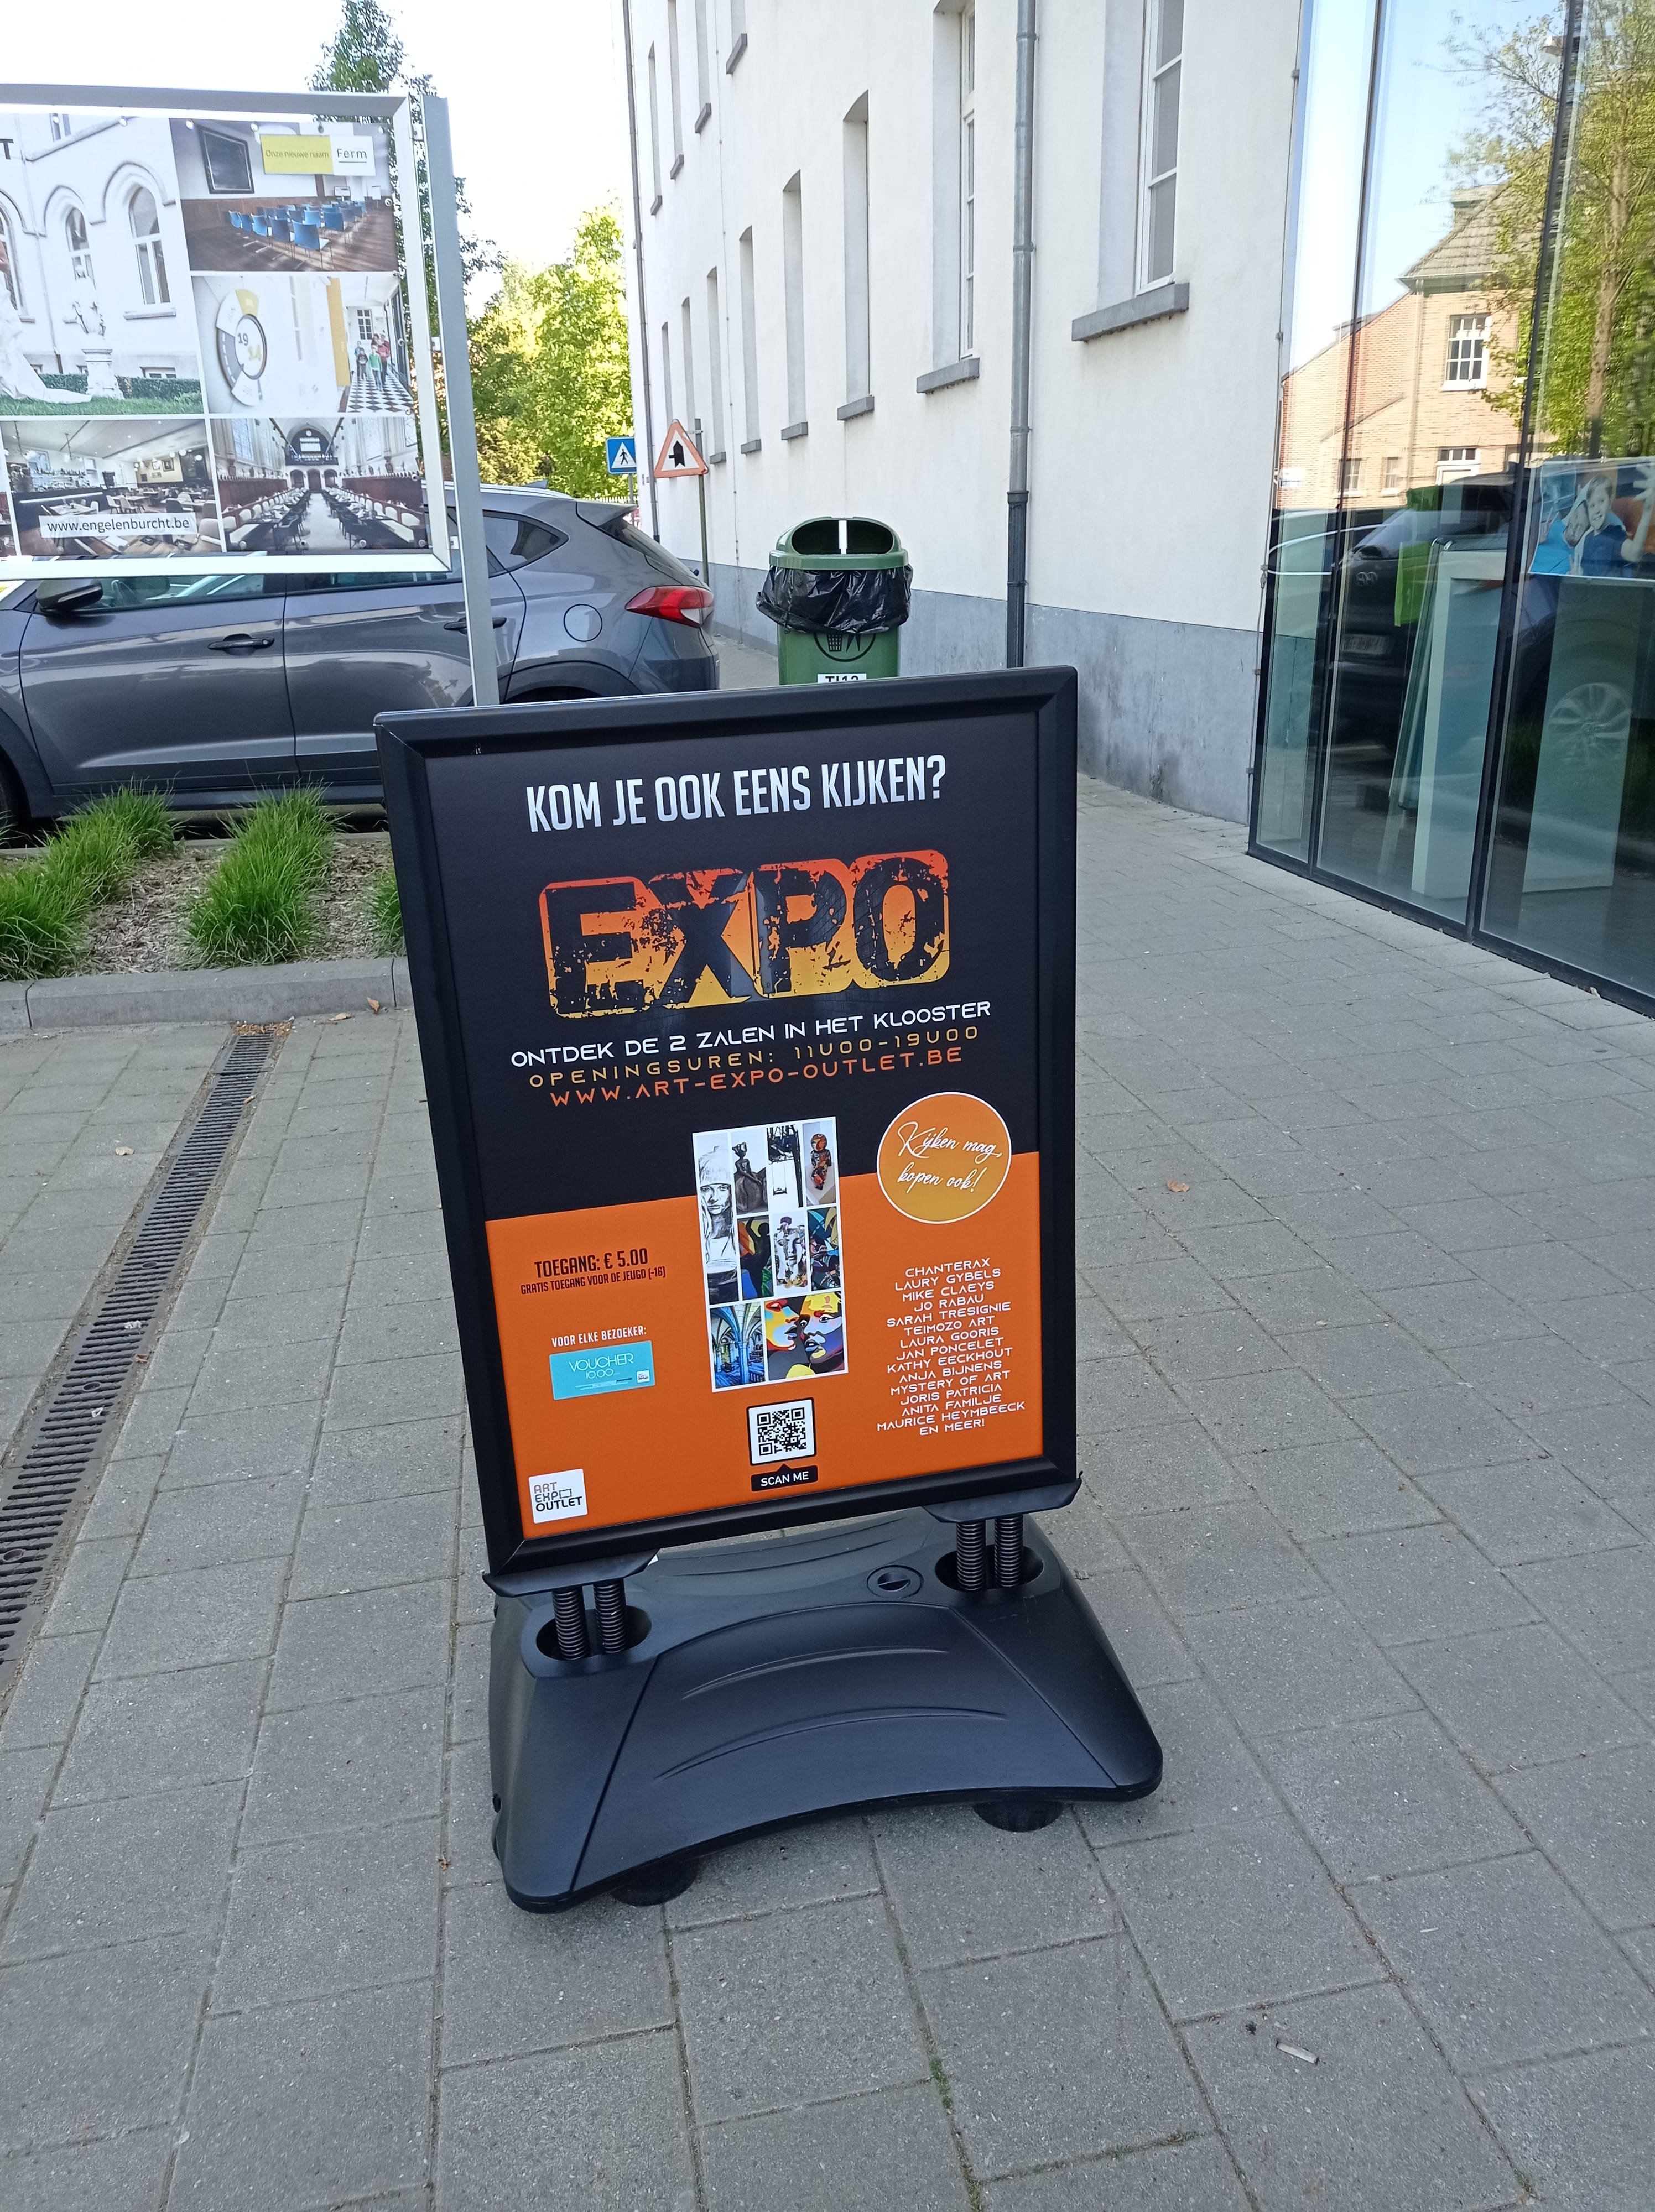 T
Onze nieuwe naam
Ferm
19
www.engelenburcht.be
KOM JE OOK EENS KIJKEN?
EXPO
ONTDEK DE 2 ZALEN IN HET KLOOSTER
OPENINGSUREN: 11U00-19U00
WWW.ART-EXPO-OUTLET.BE
Kijken mag,
kopen ook!
TOEGANG: € 5.00
GRATIS TOEGANG VOOR DE JEUGD (-16)
VOOR ELKE BEZOEKER:
VOUCHER
10.00
CHANTERAX
LAURY GYBELS
MIKE CLAEYS
JO RABAU
SARAH TRESIGNIE
TEIMOZO ART
LAURA GOORIS
JAN PONCELET
KATHY EECKHOUT
ANJA BIJNENS
MYSTERY OF ART
JORIS PATRICIA
ANITA FAMILJE
MAURICE HEYMBEECK
EN MEER!
SCAN ME
ART
EXPO
OUTLET